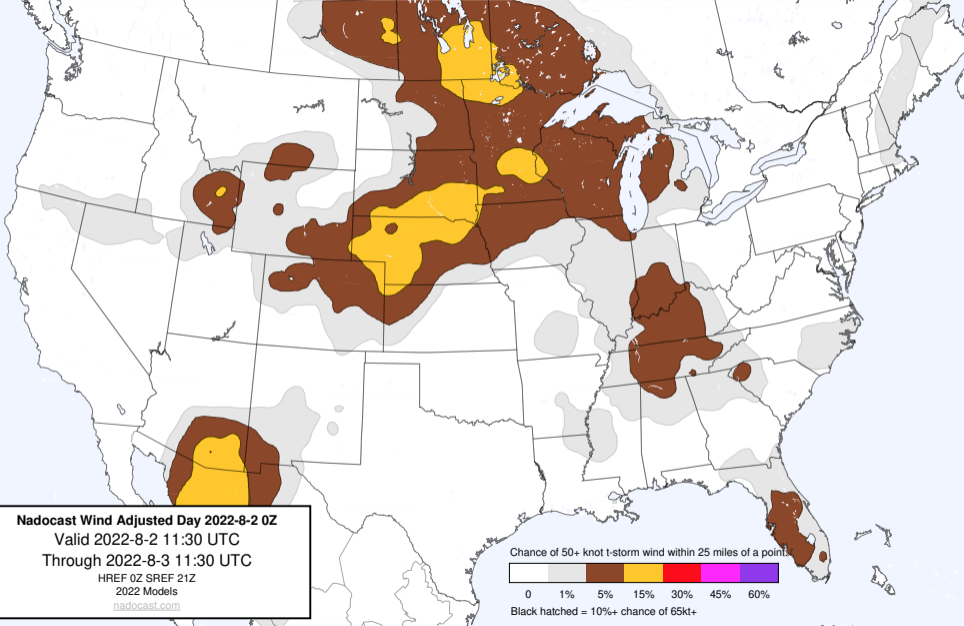 Nadocast Wind Adjusted Day 2022-8-2 0Z
Valid 2022-8-2 11:30 UTC
Through 2022-8-3 11:30 UTC
HREF 0Z SREF 21Z
2022 Models
nadocast.com
Chance of 50+ knot t-storm wind within 25 miles of a point.
0 1% 5% 15% 30% 45% 60%
Black hatched = 10%+ chance of 65kt+